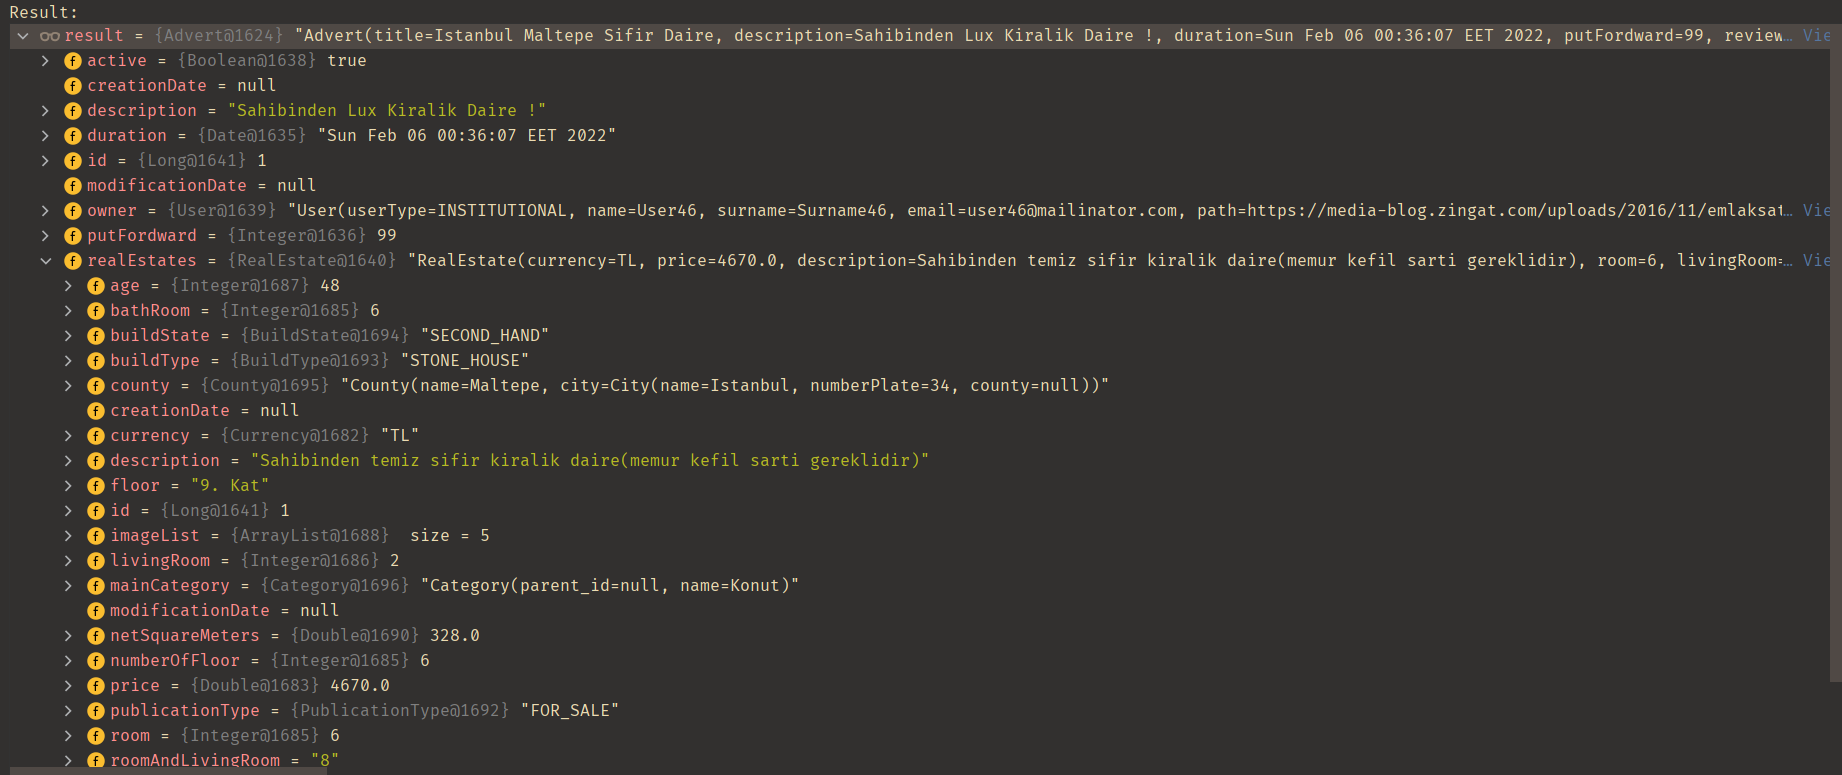 Result:
result = {Advert@1624} "Advert(title=Istanbul Maltepe Sifir Daire, description=Sahibinden Lux Kiralik Daire !, duration=Sun Feb 06 00:36:07 EET 2022, putFordward=99, review... Vie
f active = {Boolean@1638} true
f creationDate = null
f description = "Sahibinden Lux Kiralik Daire !"
f duration = {Date@1635} "Sun Feb 06 00:36:07 EET 2022"
f id = {Long@1641} 1
f modificationDate = null
f owner = {User@1639} "User(userType=INSTITUTIONAL, name=User46, surname=Surname46, email=user46@mailinator.com, path=https://media-blog.zingat.com/uploads/2016/11/emlaksat... Vie
f putFordward = {Integer@1636} 99
f realEstates = {RealEstate@1640} "RealEstate(currency=TL, price=4670.0, description=Sahibinden temiz sifir kiralik daire(memur kefil sarti gereklidir), room=6, livingRoom=... Vie
f age = {Integer@1687} 48
f bathRoom = {Integer@1685} 6
f buildState = {BuildState@1694} "SECOND_HAND"
f buildType = {BuildType@1693} "STONE_HOUSE"
f county = {County@1695} "County(name=Maltepe, city=City(name=Istanbul, numberPlate=34, county=null))"
f creationDate = null
f currency = {Currency@1682} "TL"
f description = "Sahibinden temiz sifir kiralik daire(memur kefil sarti gereklidir)"
f floor = "9. Kat"
f id = {Long@1641} 1
f imageList = {ArrayList@1688} size = 5
f livingRoom = {Integer@1686} 2
f mainCategory = {Category@1696} "Category(parent_id=null, name=Konut)"
f modificationDate = null
f netSquareMeters = {Double@1690} 328.0
f numberOfFloor = {Integer@1685} 6
f price = {Double@1683} 4670.0
f publicationType = {PublicationType@1692} "FOR_SALE"
f room = {Integer@1685} 6
f roomAndLivingRoom = "8"